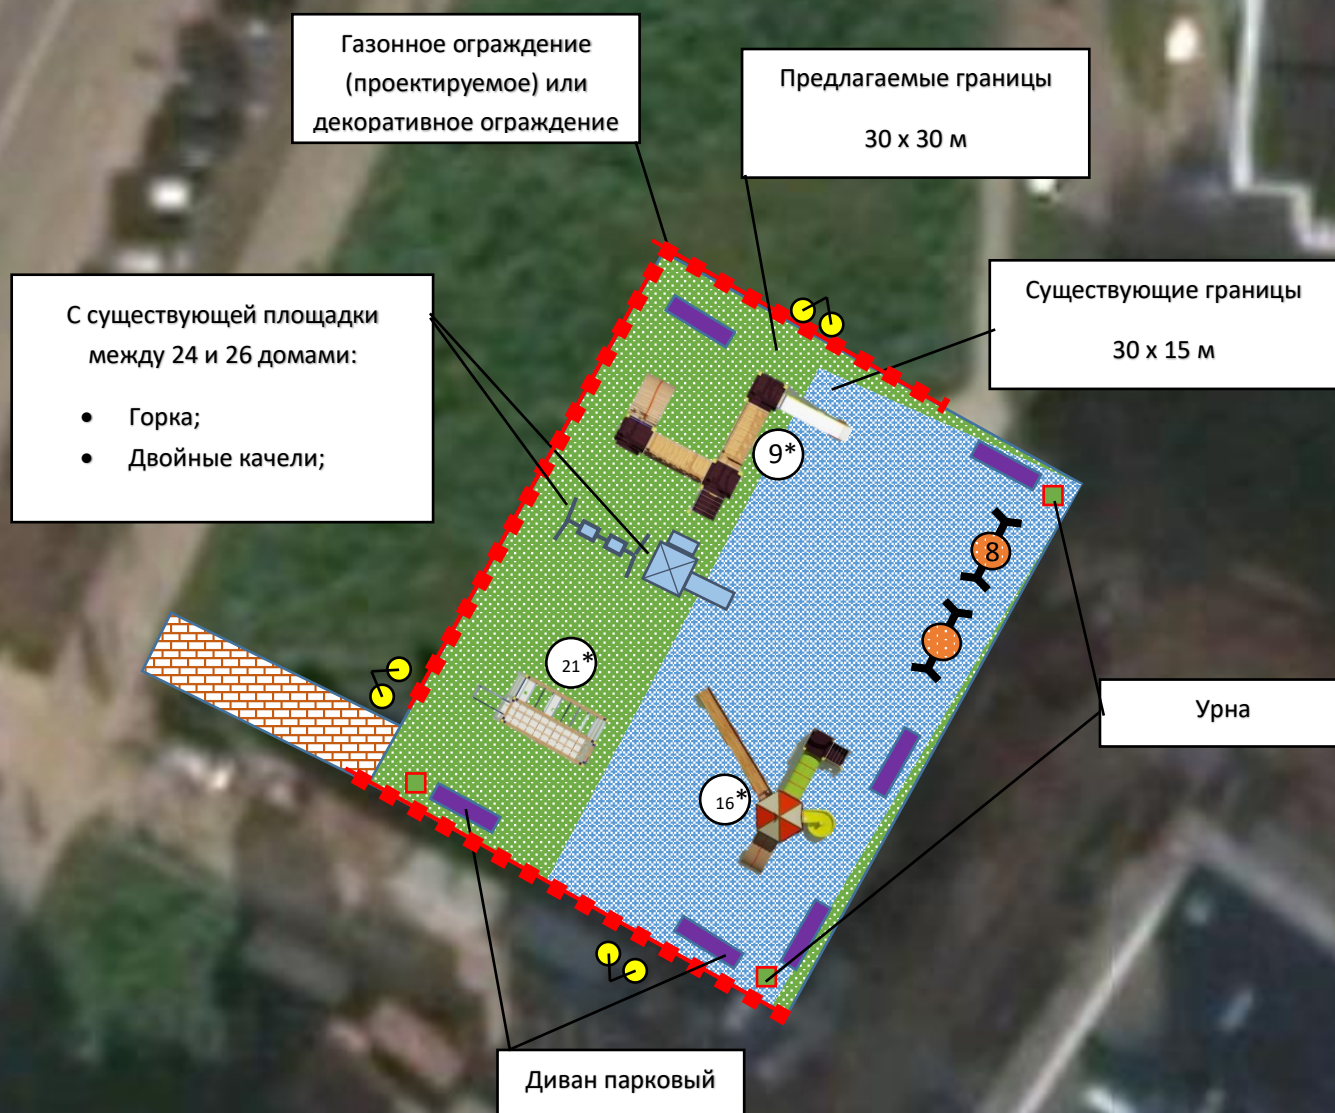 Газонное ограждение
(проектируемое) или
декоративное ограждение
Предлагаемые границы
30 х 30 м
Существующие границы
30 х 15 м
С существующей площадки
между 24 и 26 домами:
• Горка;
• Двойные качели;
9*
8
21*
16*
Урна
Диван парковый